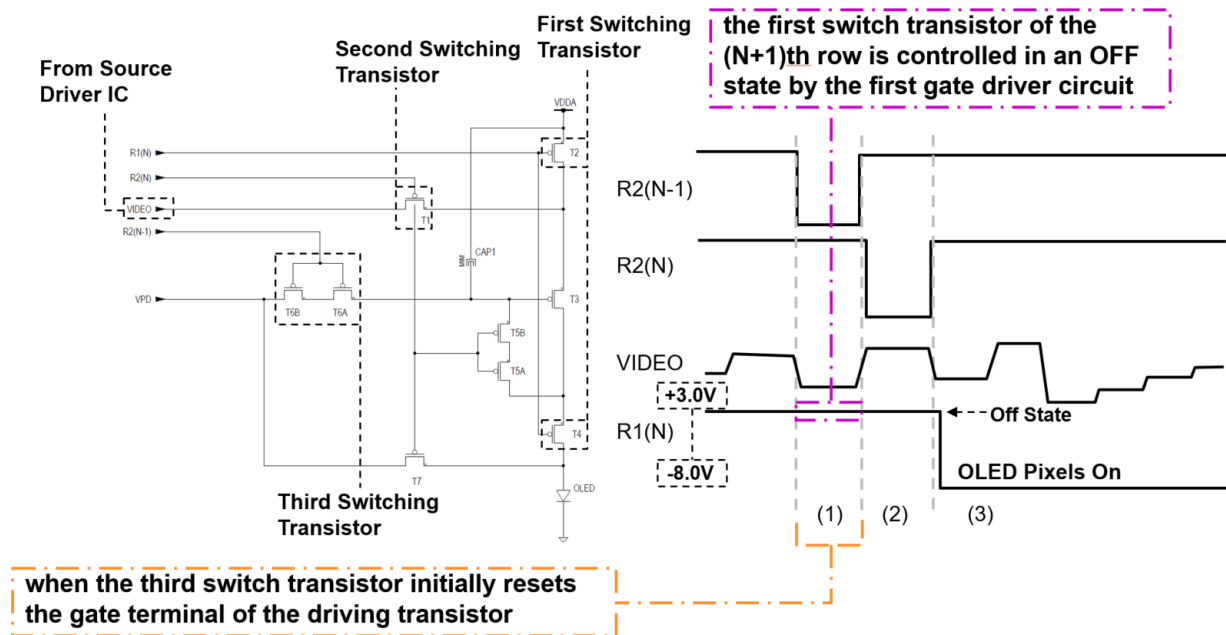 First Switching
Transistor
Second Switching
Transistor
From Source
Driver IC
the first switch transistor of the
(N+1)th row is controlled in an OFF
state by the first gate driver circuit
VDDA
R1(N)
T2
R2(N)
VIDEO
T1
R2(N-1)
CAP1
MIM
VPD
T6B
T6A
T3
T5B
T5A
T4
T7
OLED
Third Switching
Transistor
R2(N-1)
R2(N)
VIDEO
+3.0V
Off State
R1(N)
-8.0V
OLED Pixels On
(1)
(2)
(3)
when the third switch transistor initially resets
the gate terminal of the driving transistor